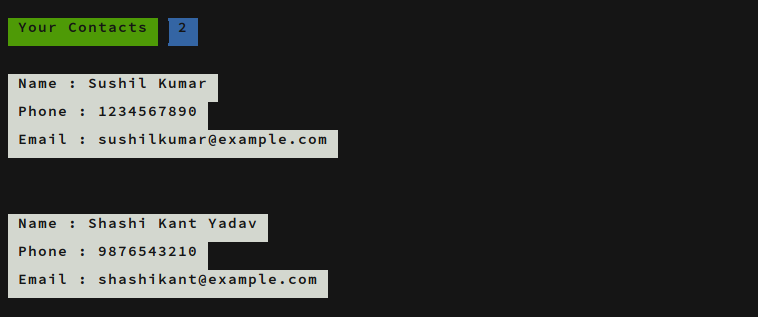 Your Contacts 2
Name : Sushil Kumar
Phone : 1234567890
Email : sushilkumar@example.com
Name : Shashi Kant Yadav
Phone : 9876543210
Email : shashikant@example.com